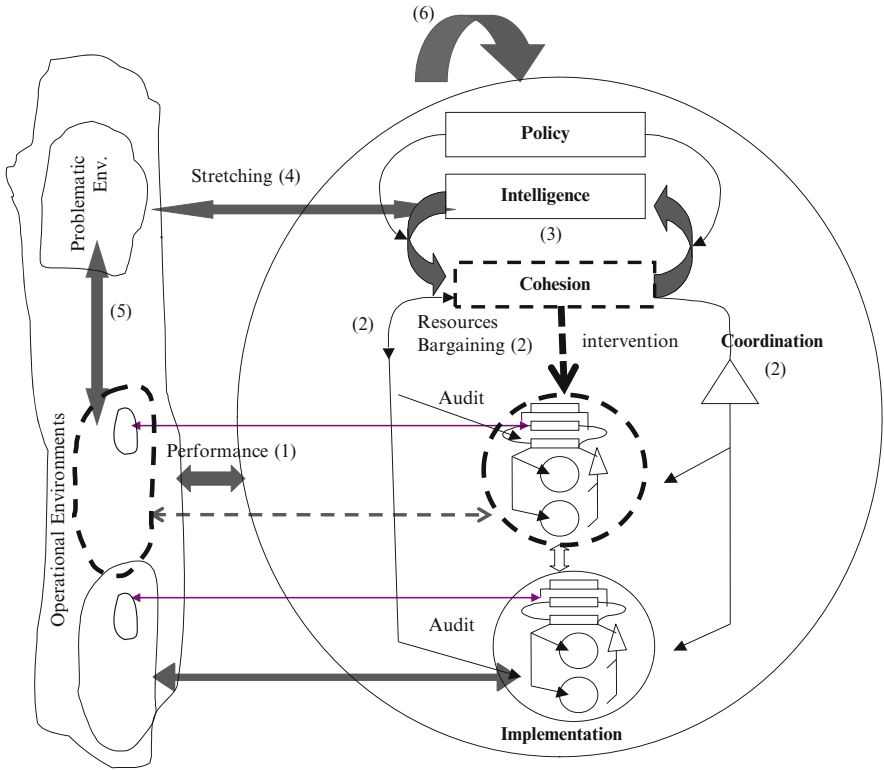 (6)
Policy
Problematic
Env.
Stretching (4)
Intelligence
(3)
Cohesion
(5)
(2)
Resources
Bargaining (2)
intervention
Coordination
(2)
Audit
Operational Environments
Performance (1)
Audit
Implementation